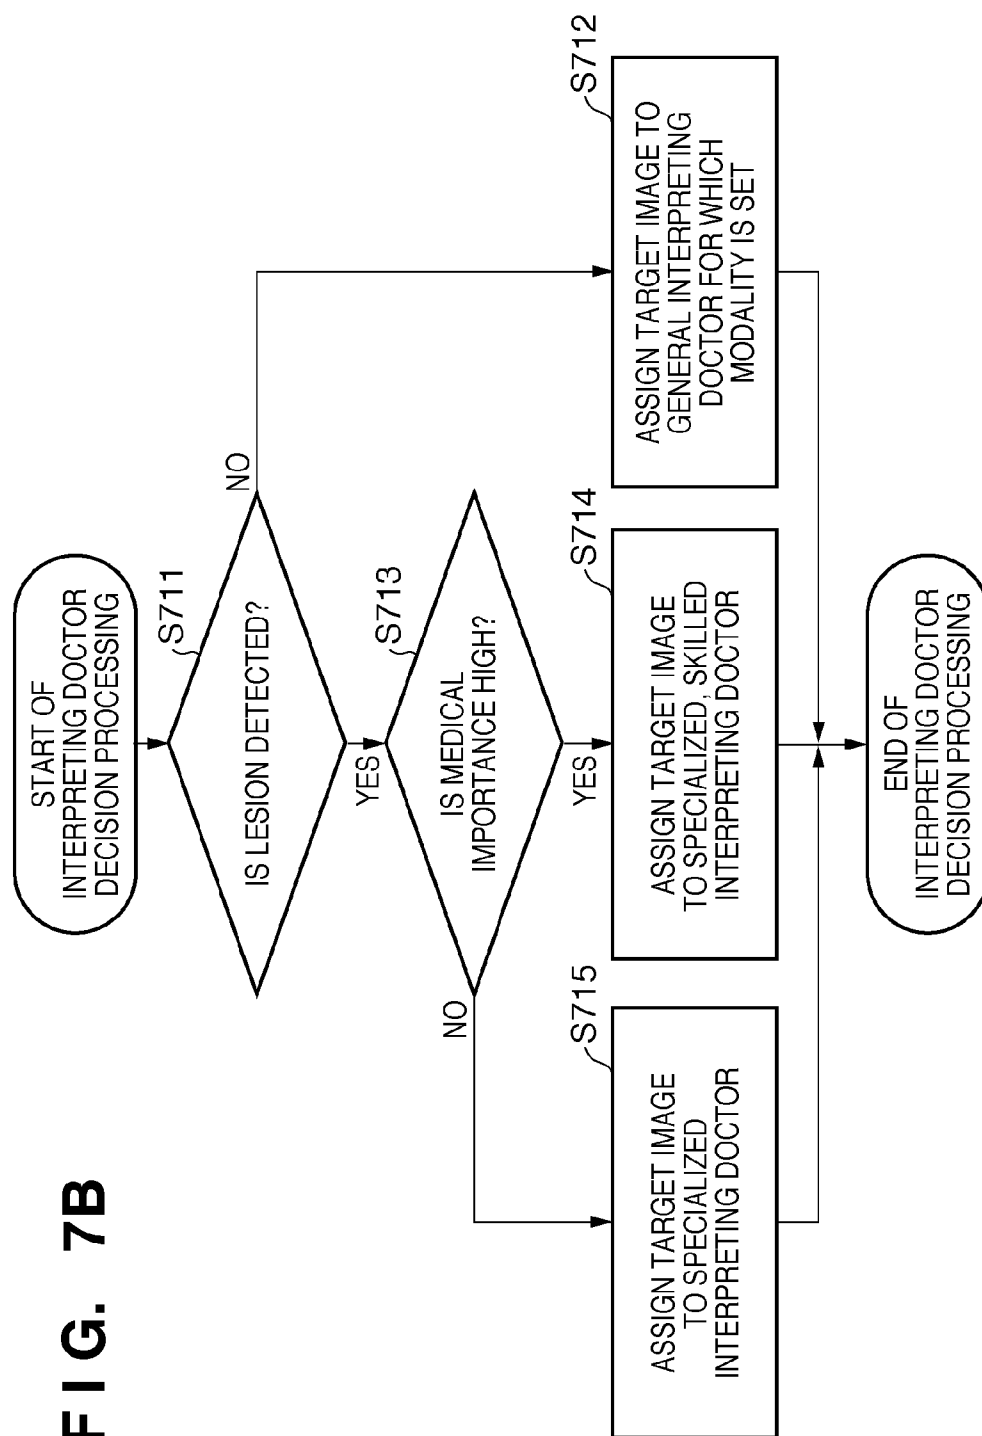 FIG. 7B
START OF
INTERPRETING DOCTOR
DECISION PROCESSING
S711
IS LESION DETECTED?
NO
YES
S713
IS MEDICAL
IMPORTANCE HIGH?
NO
YES
S715
ASSIGN TARGET IMAGE
TO SPECIALIZED
INTERPRETING DOCTOR
S714
ASSIGN TARGET IMAGE
TO SPECIALIZED, SKILLED
INTERPRETING DOCTOR
S712
ASSIGN TARGET IMAGE TO
GENERAL INTERPRETING
DOCTOR FOR WHICH
MODALITY IS SET
END OF
INTERPRETING DOCTOR
DECISION PROCESSING